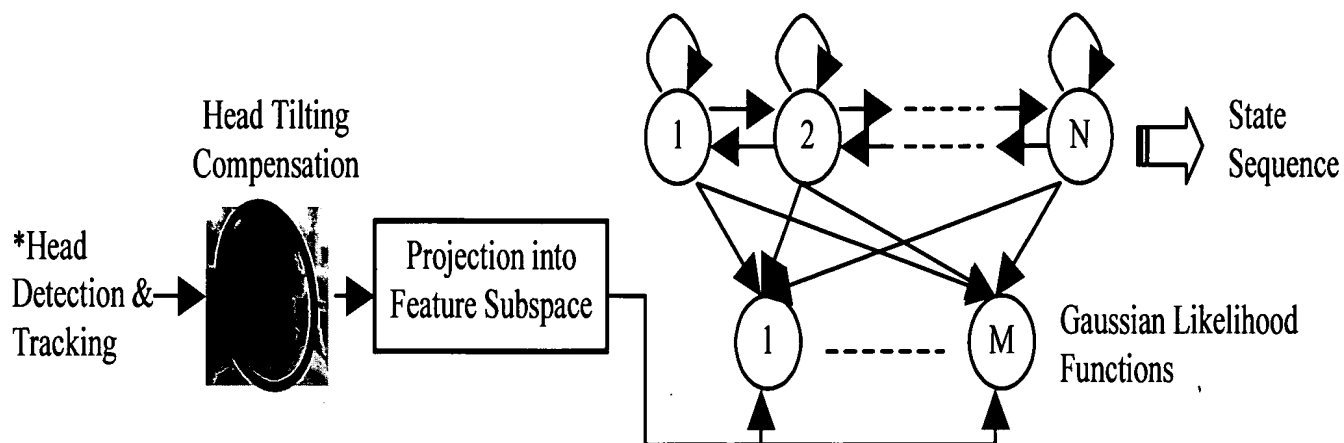 Head Tilting
Compensation
*Head
Detection &
Tracking
Projection into
Feature Subspace
1
2
N
State
Sequence
1
M
Gaussian Likelihood
Functions